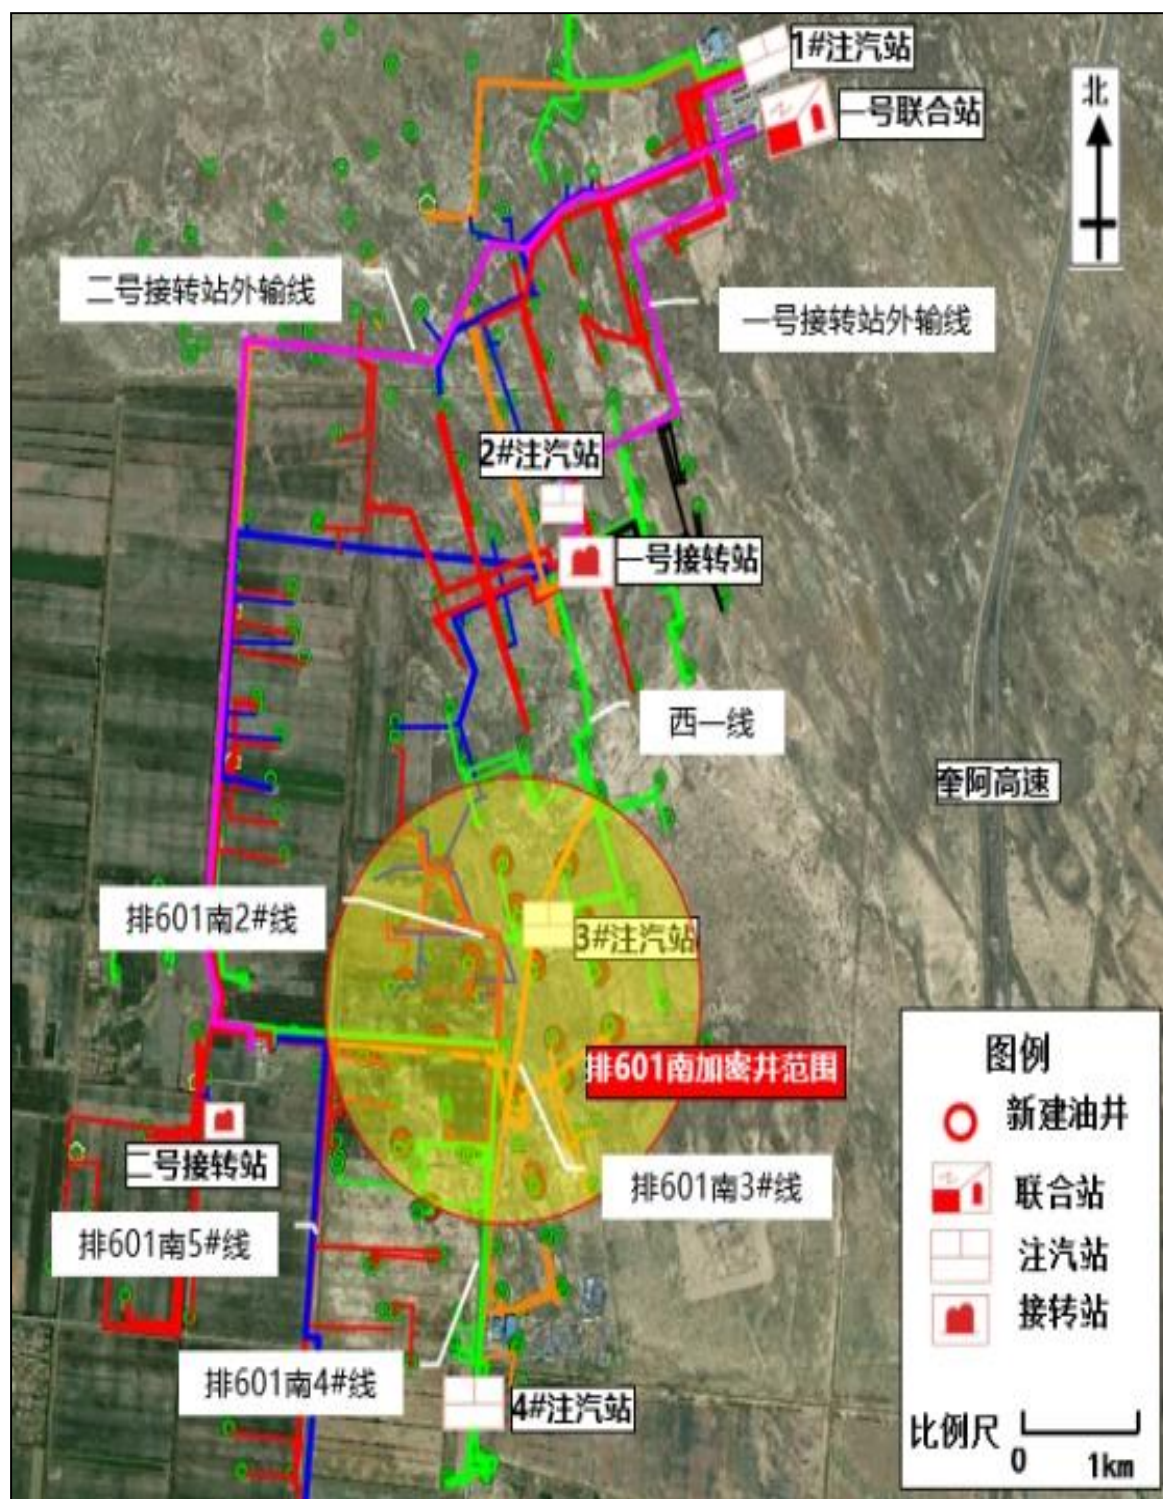 1#注汽站
一号联合站
北
二号接转站外输线
一号接转站外输线
2#注汽站
一号接转站
西一线
奎阿高速
排601南2#线
3#注汽站
排601南加密井范围
二号接转站
排601南3#线
排601南5#线
排601南4#线
4#注汽站
图例
新建油井
联合站
注汽站
接转站
比例尺
0 1km